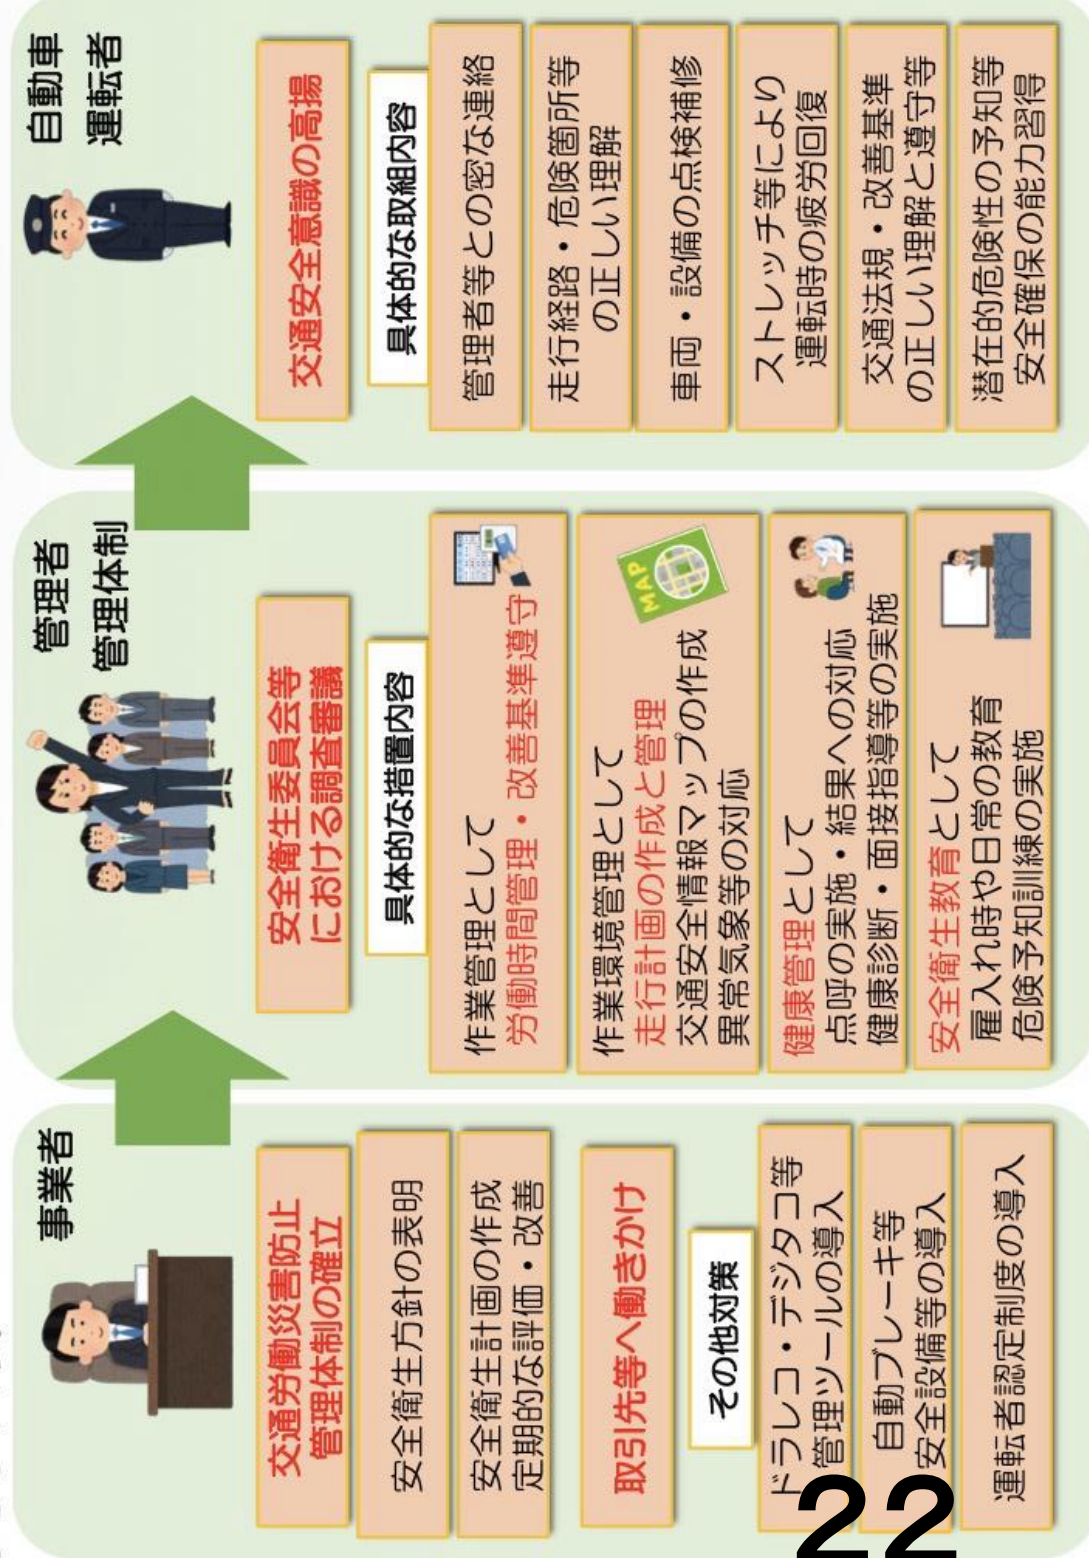 事業者
交通労働災害防止
管理体制の確立
安全衛生方針の表明
安全衛生計画の作成
定期的な評価・改善
取引先等へ働きかけ
その他対策
ドラレコ・デジタコ等
管理ツールの導入
自動ブレーキ等
安全設備等の導入
運転者認定制度の導入
管理者
管理体制
安全衛生委員会等
における調査審議
具体的な措置内容
作業管理として
労働時間管理・改善基準遵守
作業環境管理として
走行計画の作成と管理
交通安全情報マップの作成
異常気象等の対応
MAP
健康管理として
点呼の実施・結果への対応
健康診断・面接指導等の実施
安全衛生教育として
雇入れ時や日常の教育
危険予知訓練の実施
自動車
運転者
交通安全意識の高揚
具体的な取組内容
管理者等との密な連絡
走行経路・危険箇所等
の正しい理解
車両・設備の点検補修
ストレッチ等により
運転時の疲労回復
交通法規・改善基準
の正しい理解と遵守等
潜在的危険性の予知等
安全確保の能力習得
22